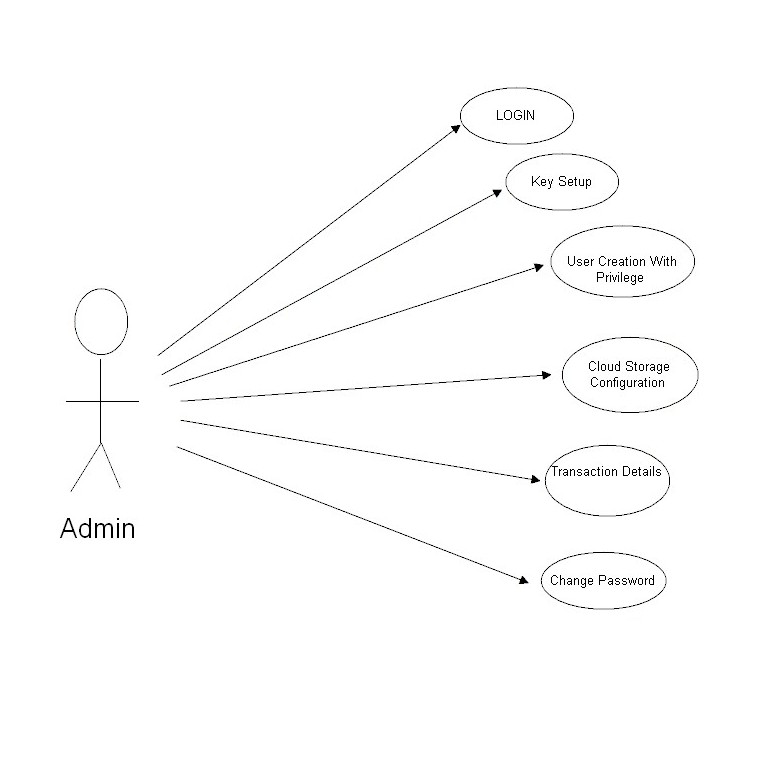 LOGIN
Key Setup
User Creation With
Privilege
Cloud Storage
Configuration
Transaction Details
Admin
Change Password